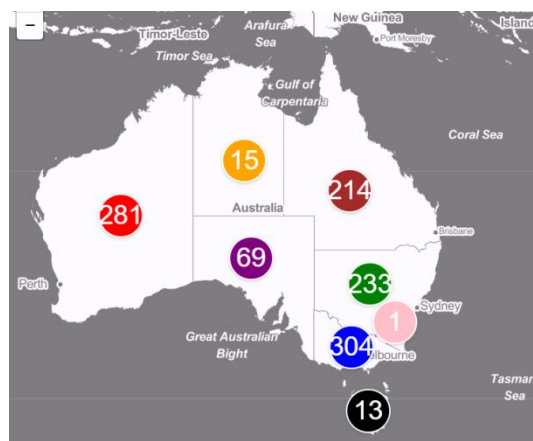 −
New Guinea
Timor-Leste
Arafura
Sea
Port Moresby
Island
Timor Sea
Gulf of
Carpentaria
Coral Sea
15
214
281
Australia
Brisbane
69
233
Perth
Sydney
1
Great Australian
Bight
304
lbourne
Tasman
Sea
13